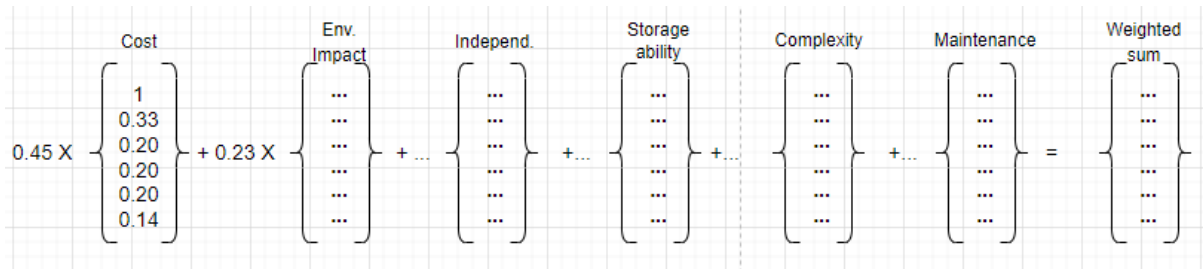 Cost
Env.
Impact
Independ.
Storage
ability
Complexity
Maintenance
Weighted
sum
1 ... ... ... ... ... ...
0.33 ... ... ... ... ... ...
0.45 X 0.20 + 0.23 X ... + ... ... +... ... +... ... +... ... = ...
0.20 ... ... ... ... ... ...
0.20 ... ... ... ... ... ...
0.14 ... ... ... ... ... ...